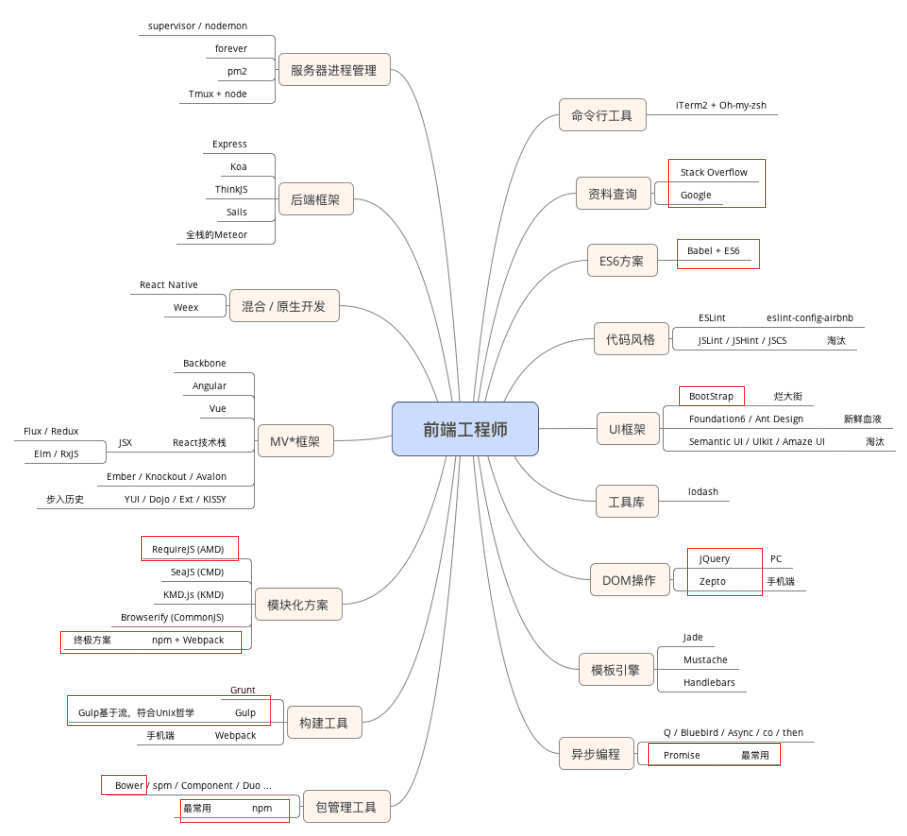 前端工程师
服务器进程管理
supervisor / nodemon
forever
pm2
Tmux + node
后端框架
Express
Koa
ThinkJS
Sails
全栈的Meteor
混合 / 原生开发
React Native
Weex
MV*框架
Backbone
Angular
Vue
React技术栈
JSX
Flux / Redux
Elm / RxJS
Ember / Knockout / Avalon
YUI / Dojo / Ext / KISSY
步入历史
模块化方案
RequireJS (AMD)
SeaJS (CMD)
KMD.js (KMD)
Browserify (CommonJS)
终极方案
npm + Webpack
构建工具
Grunt
Gulp基于流，符合Unix哲学
Gulp
手机端
Webpack
包管理工具
Bower / spm / Component / Duo ...
最常用
npm
命令行工具
iTerm2 + Oh-my-zsh
资料查询
Stack Overflow
Google
ES6方案
Babel + ES6
代码风格
ESLint
eslint-config-airbnb
JSLint / JSHint / JSCS
淘汰
UI框架
BootStrap
烂大街
Foundation6 / Ant Design
新鲜血液
Semantic UI / UIkit / Amaze UI
淘汰
工具库
lodash
DOM操作
jQuery
PC
Zepto
手机端
模板引擎
Jade
Mustache
Handlebars
异步编程
Q / Bluebird / Async / co / then
Promise
最常用